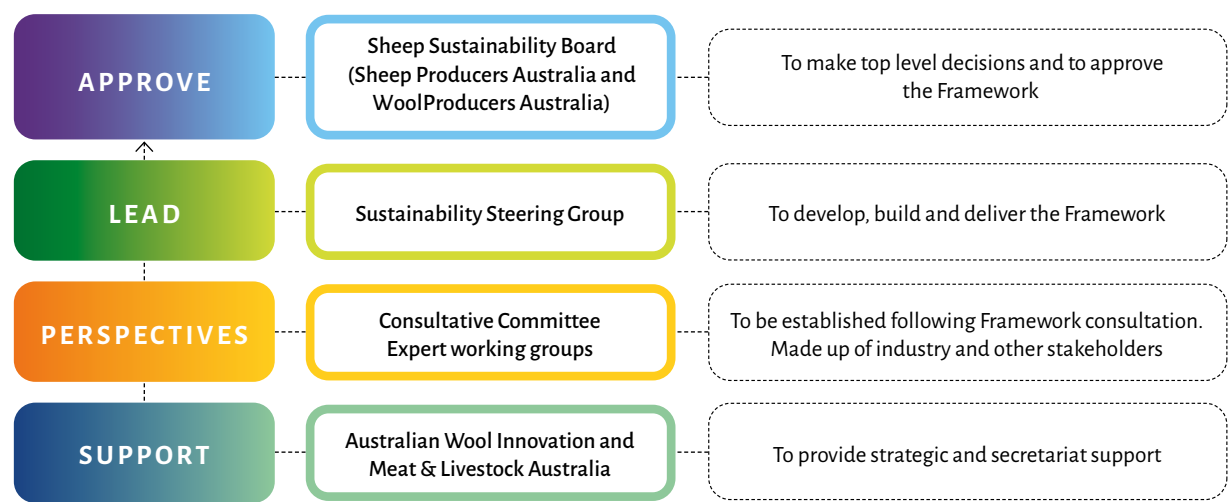 APPROVE
Sheep Sustainability Board
(Sheep Producers Australia and
WoolProducers Australia)
To make top level decisions and to approve
the Framework
LEAD
Sustainability Steering Group
To develop, build and deliver the Framework
PERSPECTIVES
Consultative Committee
Expert working groups
To be established following Framework consultation.
Made up of industry and other stakeholders
SUPPORT
Australian Wool Innovation and
Meat & Livestock Australia
To provide strategic and secretariat support